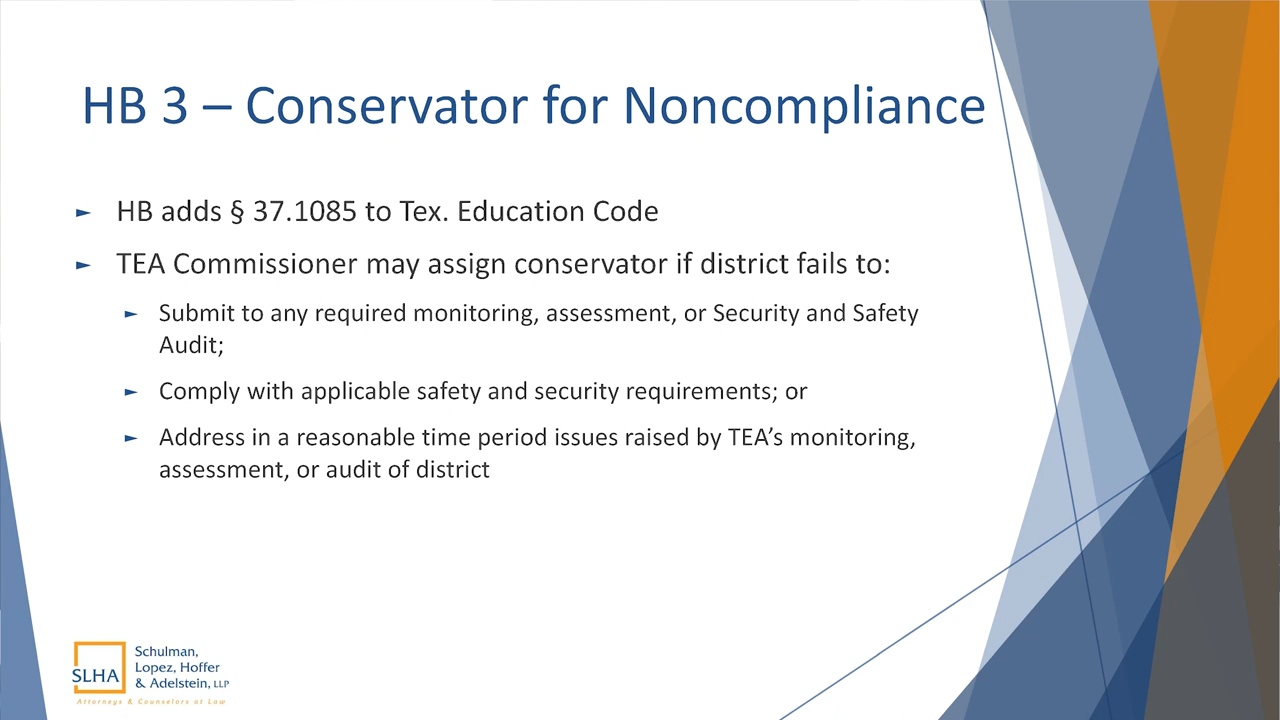 HB 3 – Conservator for Noncompliance
► HB adds § 37.1085 to Tex. Education Code
► TEA Commissioner may assign conservator if district fails to:
► Submit to any required monitoring, assessment, or Security and Safety
Audit;
► Comply with applicable safety and security requirements; or
► Address in a reasonable time period issues raised by TEA’s monitoring,
assessment, or audit of district
SLHA
Schulman,
Lopez, Hoffer
& Adelstein, LLP
Attorneys & Counselors at Law